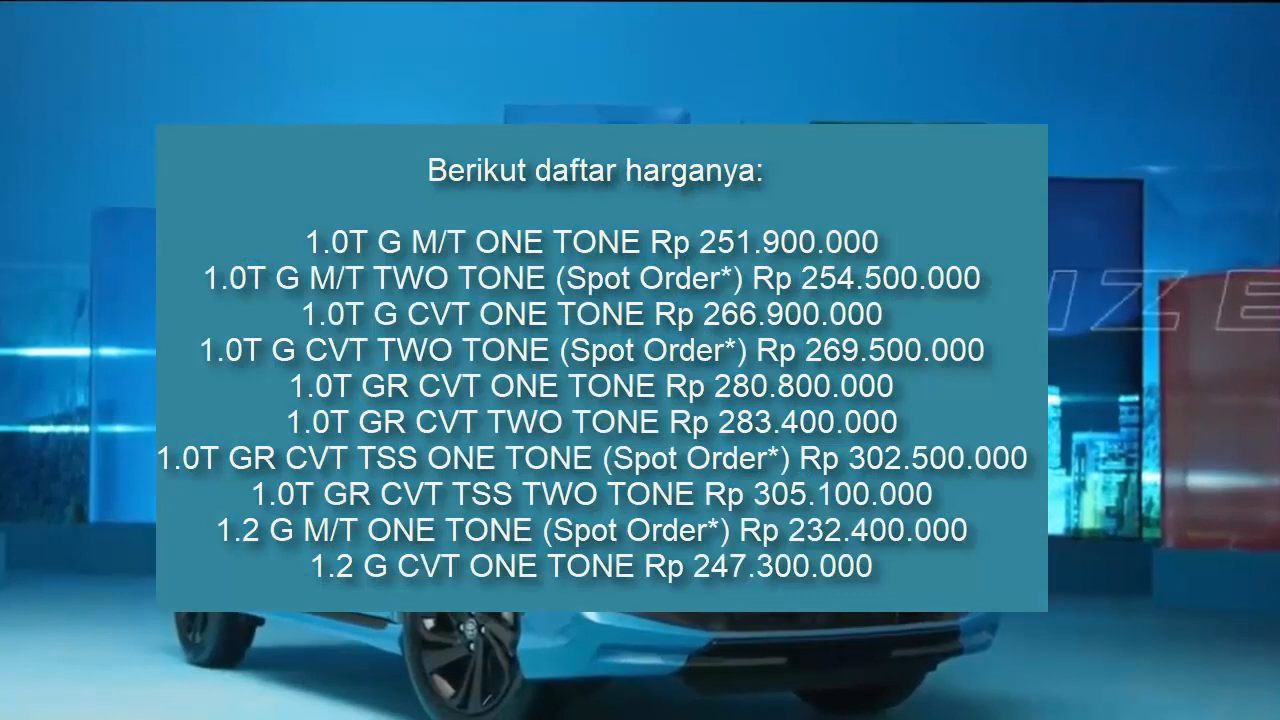 Berikut daftar harganya:
1.0T G M/T ONE TONE Rp 251.900.000
1.0T G M/T TWO TONE (Spot Order*) Rp 254.500.000
1.0T G CVT ONE TONE Rp 266.900.000
1.0T G CVT TWO TONE (Spot Order*) Rp 269.500.000
1.0T GR CVT ONE TONE Rp 280.800.000
1.0T GR CVT TWO TONE Rp 283.400.000
1.0T GR CVT TSS ONE TONE (Spot Order*) Rp 302.500.000
1.0T GR CVT TSS TWO TONE Rp 305.100.000
1.2 G M/T ONE TONE (Spot Order*) Rp 232.400.000
1.2 G CVT ONE TONE Rp 247.300.000